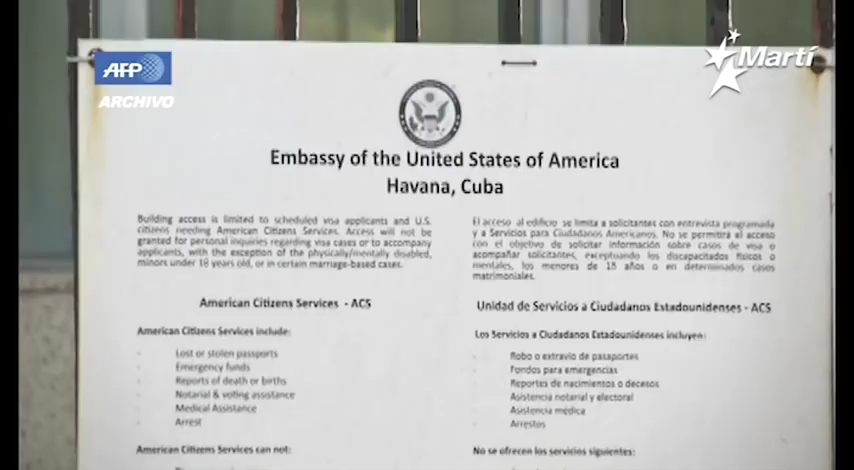 AFP
ARCHIVO
Martí
Embassy of the United States of America
Havana, Cuba
Building access is limited to scheduled visa applicants and U.S.
citizens needing American Citizens Services. Access will not be
granted for personal inquiries regarding visa cases or to accompany
applicants, with the exception of the physically/mentally disabled,
minors under 18 years old, or in certain marriage-based cases.
American Citizens Services - ACS
American Citizens Services include:
Lost or stolen passports
Emergency funds
Reports of death or births
Notarial & voting assistance
Medical Assistance
Arrest
American Citizens Services can not:
El acceso al edificio se limita a solicitantes con entrevista programada
y a Servicios para Ciudadanos Americanos. No se permitirá el acceso
con el objetivo de solicitar información sobre casos de visa o
acompañar solicitantes, exceptuando los discapacitados físicos o
mentales, los menores de 18 años o en determinados casos
matrimoniales.
Unidad de Servicios a Ciudadanos Estadounidenses - ACS
Los Servicios a Ciudadanos Estadounidenses incluyen:
Robo o extravío de pasaportes
Fondos para emergencias
Reportes de nacimientos o decesos
Asistencia notarial y electoral
Asistencia médica
Arrestos
No se ofrecen los servicios siguientes: